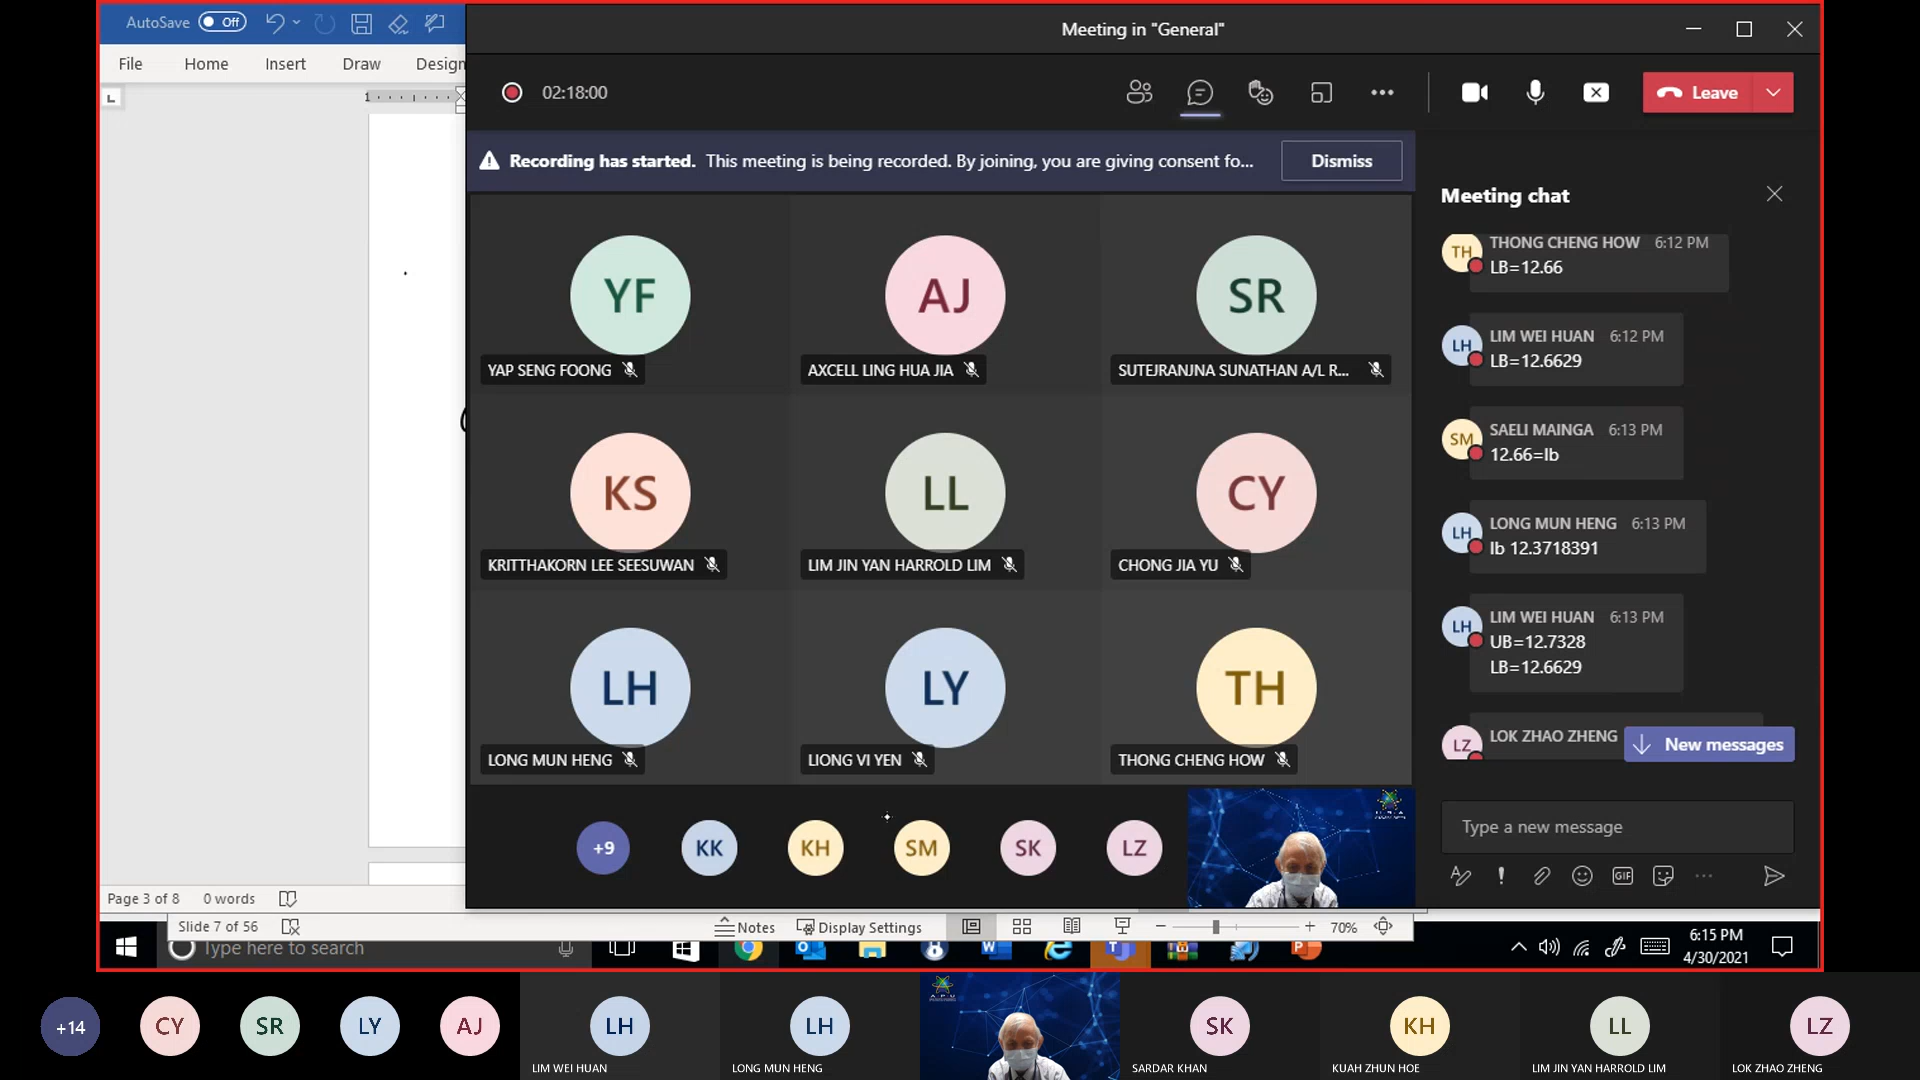 AutoSave Off
Meeting in "General"
File Home Insert Draw Design
02:18:00
Leave
Recording has started. This meeting is being recorded. By joining, you are giving consent fo...
Dismiss
YF
YAP SENG FOONG
AJ
AXCELL LING HUA JIA
SR
SUTEJRANJNA SUNATHAN A/L R...
KS
KRITTHAKORN LEE SEESUWAN
LL
LIM JIN YAN HARROLD LIM
CY
CHONG JIA YU
LH
LONG MUN HENG
LY
LIONG VI YEN
TH
THONG CHENG HOW
+9 KK KH SM SK LZ
Meeting chat
TH
THONG CHENG HOW 6:12 PM
LB=12.66
LH
LIM WEI HUAN 6:12 PM
LB=12.6629
SM
SAELI MAINGA 6:13 PM
12.66=lb
LH
LONG MUN HENG 6:13 PM
lb 12.3718391
LH
LIM WEI HUAN 6:13 PM
UB=12.7328
LB=12.6629
LZ
LOK ZHAO ZHENG
New messages
Type a new message
GIF
Page 3 of 8 0 words
Slide 7 of 56
Notes Display Settings 70%
Type here to search
6:15 PM
4/30/2021
+14 CY SR LY AJ
LH
LIM WEI HUAN
LH
LONG MUN HENG
A P U
SK
SARDAR KHAN
KH
KUAH ZHUN HOE
LL
LIM JIN YAN HARROLD LIM
LZ
LOK ZHAO ZHENG